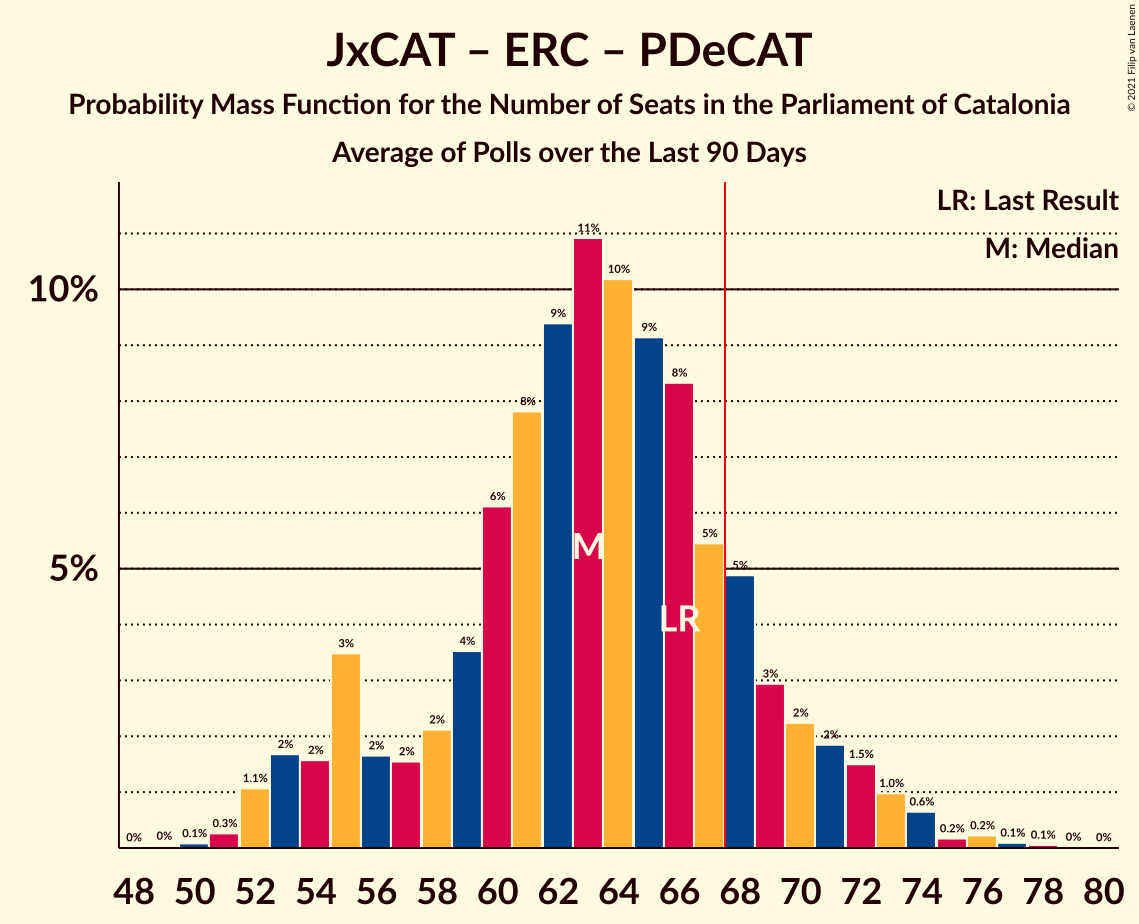 JxCAT – ERC – PDeCAT
Probability Mass Function for the Number of Seats in the Parliament of Catalonia
Average of Polls over the Last 90 Days
© 2021 Filip van Laenen
LR: Last Result
M: Median
10%
5%
0% 0% 0.1% 0.3% 1.1% 2% 2% 3% 2% 2% 2% 4% 6% 8% 9% 11% 10% 9% 8% 5% 5% 3% 2% 2% 1.5% 1.0% 0.6% 0.2% 0.2% 0.1% 0.1% 0% 0%
M
LR
48 50 52 54 56 58 60 62 64 66 68 70 72 74 76 78 80